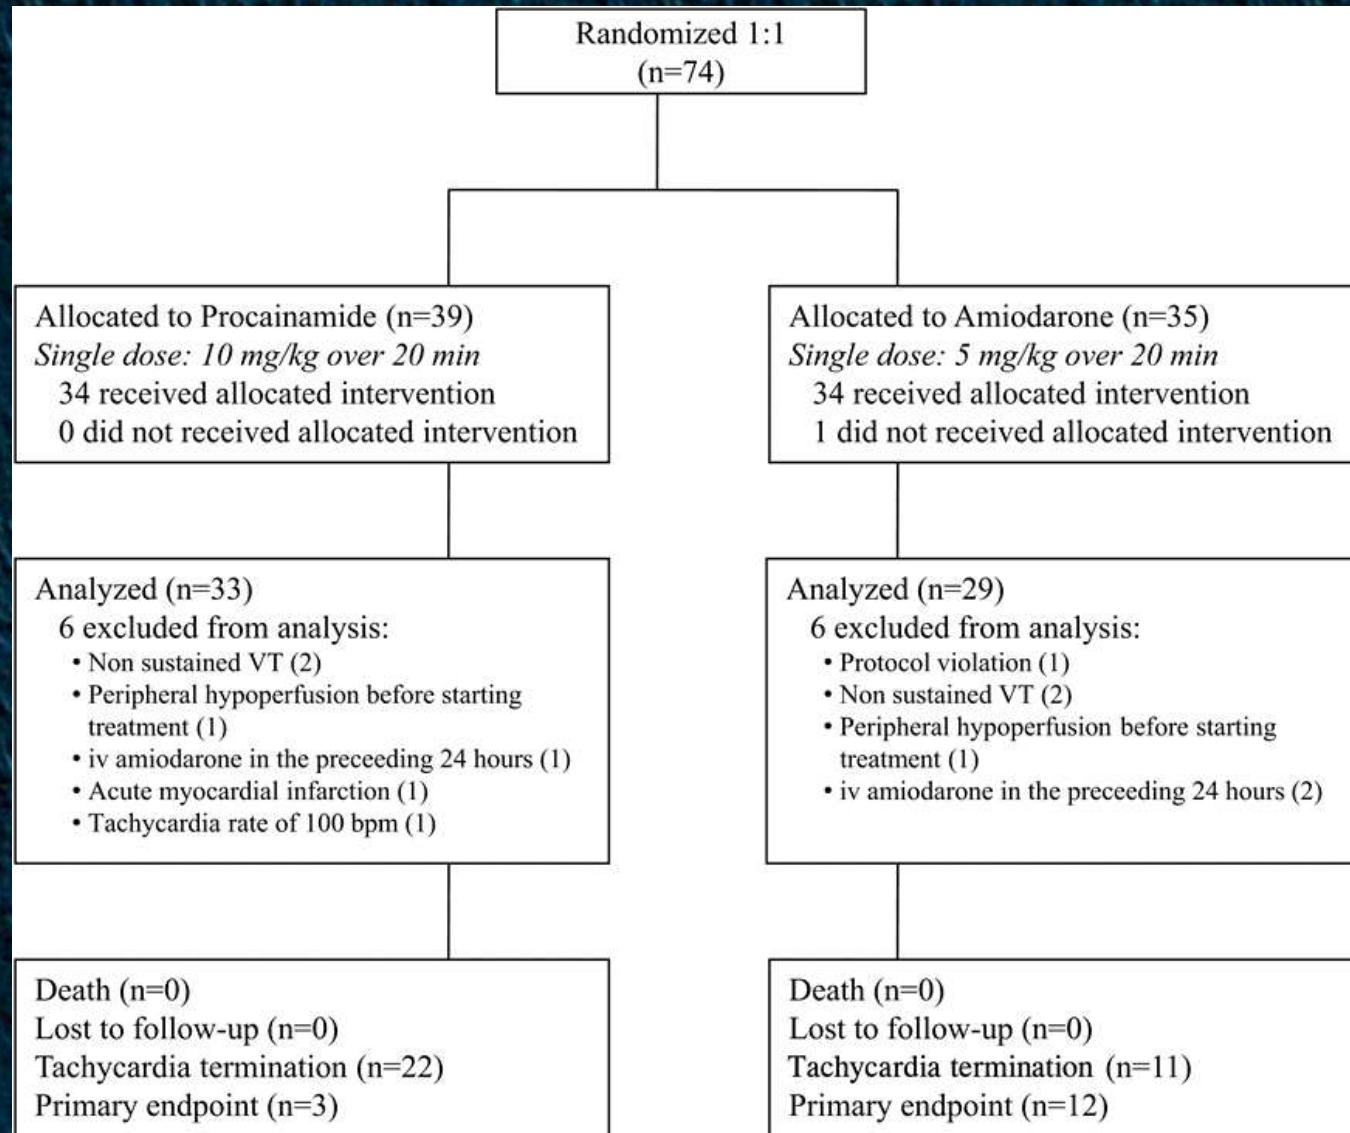 Randomized 1:1
(n=74)
Allocated to Procainamide (n=39)
Single dose: 10 mg/kg over 20 min
34 received allocated intervention
0 did not received allocated intervention
Allocated to Amiodarone (n=35)
Single dose: 5 mg/kg over 20 min
34 received allocated intervention
1 did not received allocated intervention
Analyzed (n=33)
6 excluded from analysis:
• Non sustained VT (2)
• Peripheral hypoperfusion before starting
treatment (1)
• iv amiodarone in the preceeding 24 hours (1)
• Acute myocardial infarction (1)
• Tachycardia rate of 100 bpm (1)
Analyzed (n=29)
6 excluded from analysis:
• Protocol violation (1)
• Non sustained VT (2)
• Peripheral hypoperfusion before starting
treatment (1)
• iv amiodarone in the preceeding 24 hours (2)
Death (n=0)
Lost to follow-up (n=0)
Tachycardia termination (n=22)
Primary endpoint (n=3)
Death (n=0)
Lost to follow-up (n=0)
Tachycardia termination (n=11)
Primary endpoint (n=12)